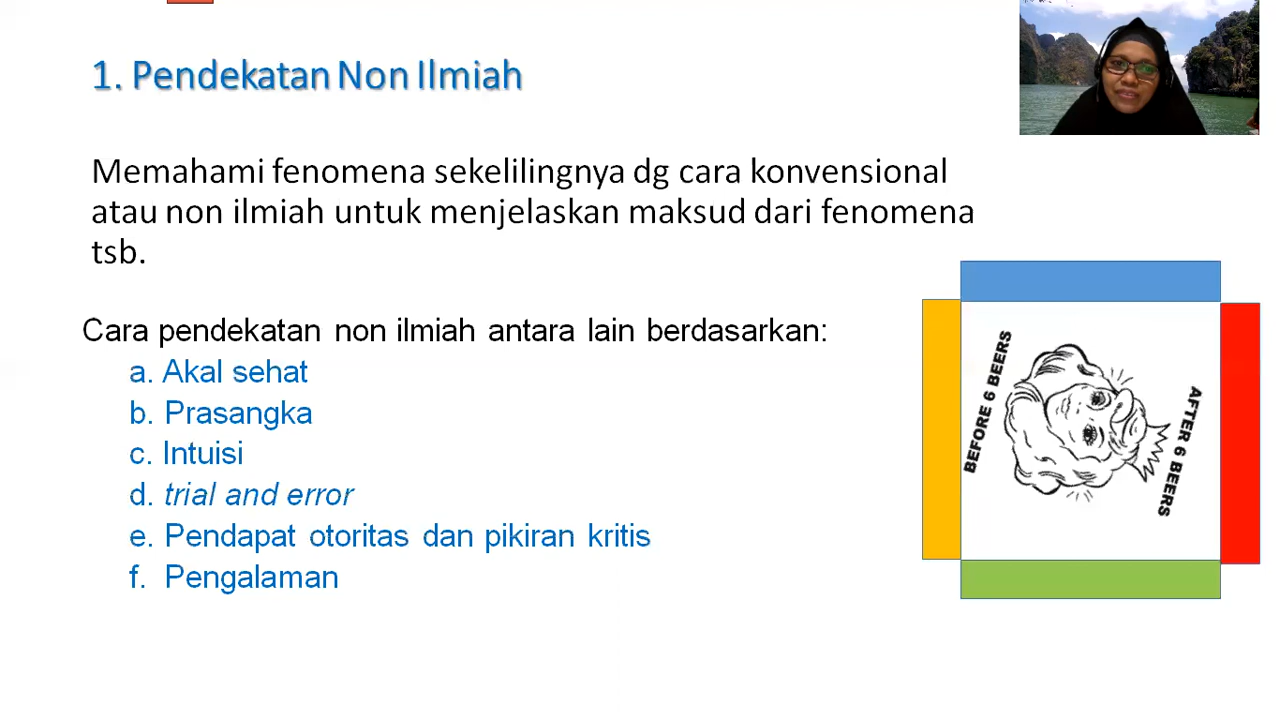 1. Pendekatan Non Ilmiah
Memahami fenomena sekelilingnya dg cara konvensional
atau non ilmiah untuk menjelaskan maksud dari fenomena
tsb.
Cara pendekatan non ilmiah antara lain berdasarkan:
a. Akal sehat
b. Prasangka
c. Intuisi
d. trial and error
e. Pendapat otoritas dan pikiran kritis
f. Pengalaman
BEFORE 6 BEERS
AFTER 6 BEERS